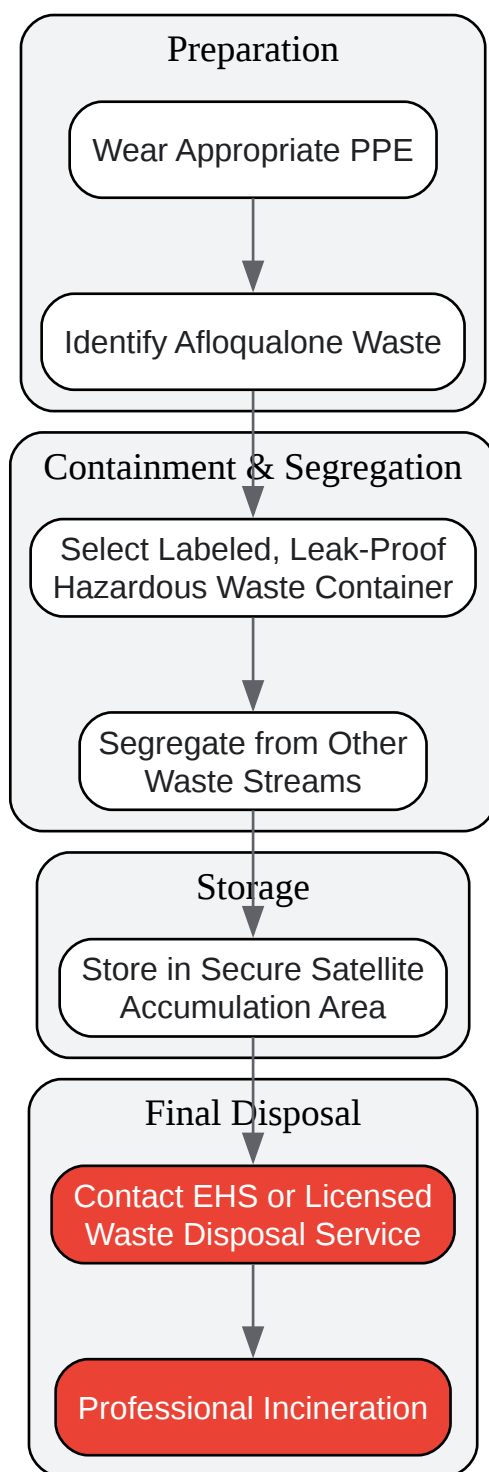 Preparation
Wear Appropriate PPE
Identify Afloqualone Waste
Containment & Segregation
Select Labeled, Leak-Proof
Hazardous Waste Container
Segregate from Other
Waste Streams
Storage
Store in Secure Satellite
Accumulation Area
Final Disposal
Contact EHS or Licensed
Waste Disposal Service
Professional Incineration